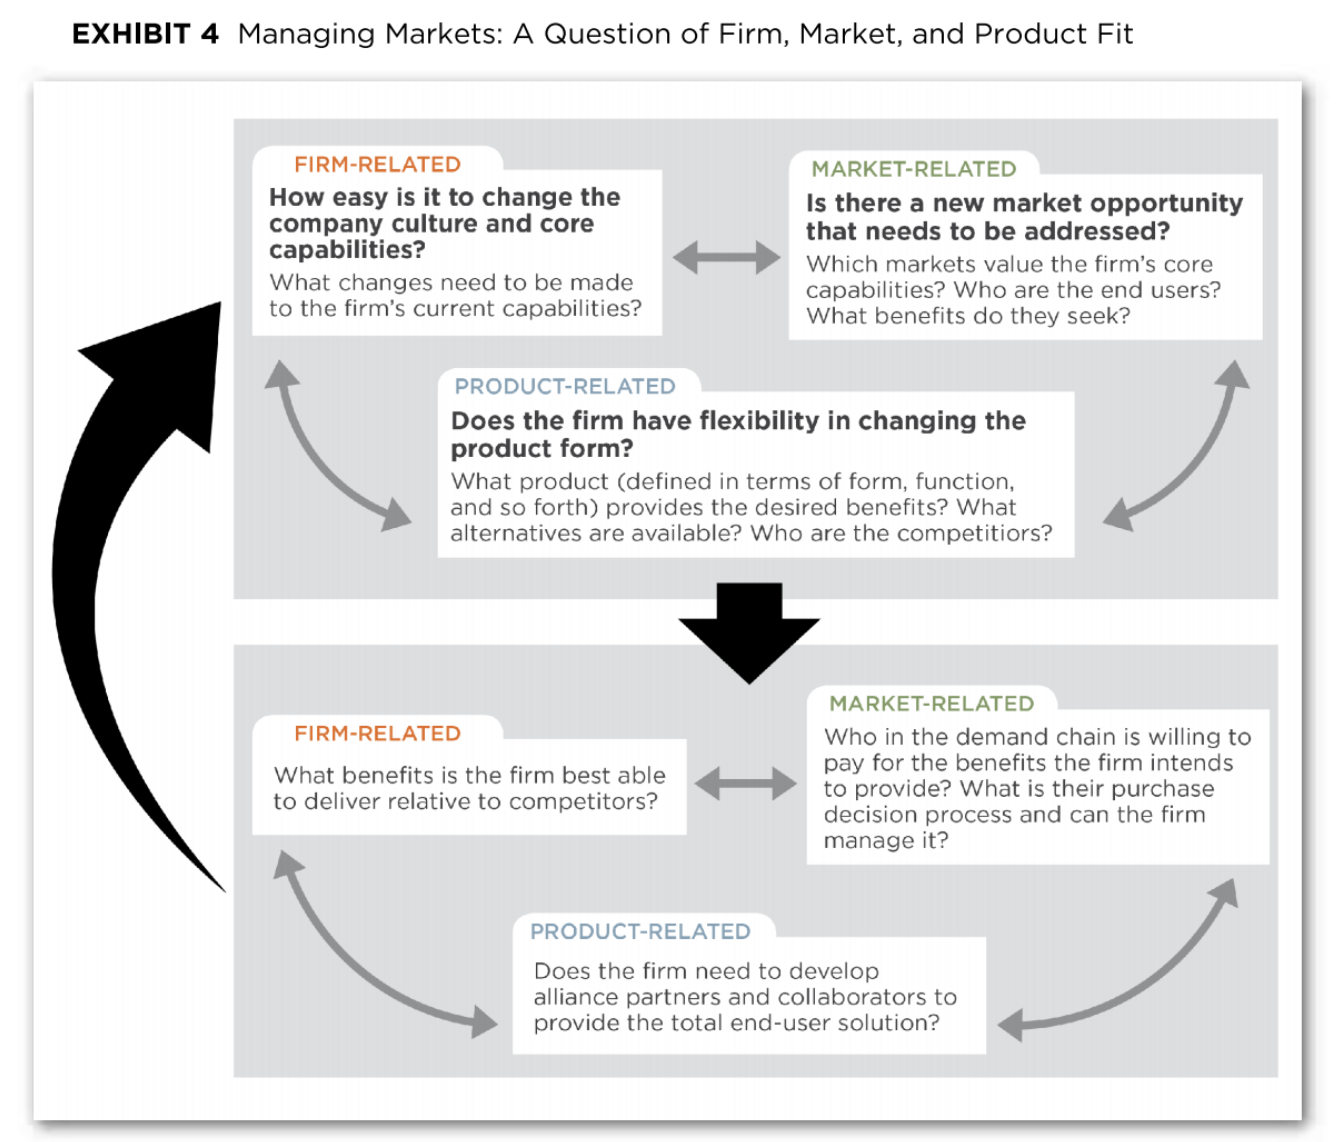 EXHIBIT 4 Managing Markets: A Question of Firm, Market, and Product Fit
FIRM-RELATED
How easy is it to change the
company culture and core
capabilities?
What changes need to be made
to the firm's current capabilities?
MARKET-RELATED
Is there a new market opportunity
that needs to be addressed?
Which markets value the firm's core
capabilities? Who are the end users?
What benefits do they seek?
PRODUCT-RELATED
Does the firm have flexibility in changing the
product form?
What product (defined in terms of form, function,
and so forth) provides the desired benefits? What
alternatives are available? Who are the competitiors?
FIRM-RELATED
What benefits is the firm best able
to deliver relative to competitors?
MARKET-RELATED
Who in the demand chain is willing to
pay for the benefits the firm intends
to provide? What is their purchase
decision process and can the firm
manage it?
PRODUCT-RELATED
Does the firm need to develop
alliance partners and collaborators to
provide the total end-user solution?